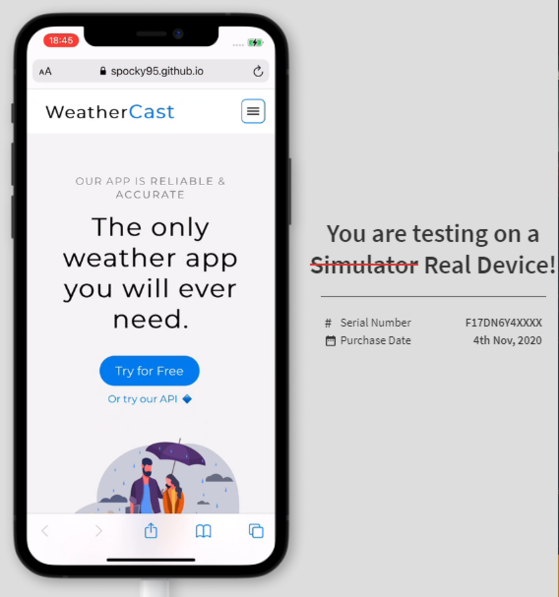 18:45
AA
spocky95.github.io
WeatherCast
OUR APP IS RELIABLE &
ACCURATE
The only
weather app
you will ever
need.
Try for Free
Or try our API
You are testing on a
Simulator Real Device!
# Serial Number F17DN6Y4XXXX
Purchase Date 4th Nov, 2020